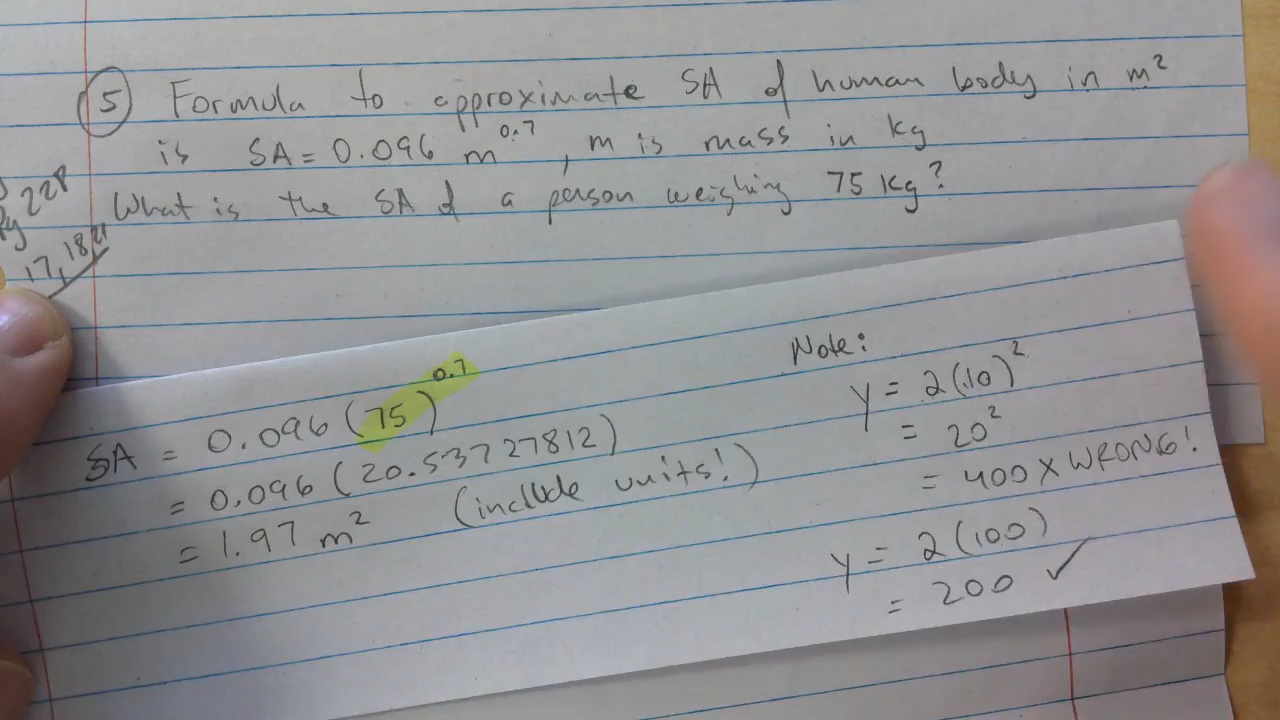 ⑤ Formula to approximate SA of human body in m²
is SA = 0.096 m^0.7, m is mass in kg
What is the SA of a person weighing 75 kg?
228
17, 18, 21
SA = 0.096 (75)^0.7
= 0.096 (20.53727812)
= 1.97 m² (include units!)
Note:
y = 2(10)²
= 20²
= 400 X WRONG!
y = 2(100)
= 200 ✓